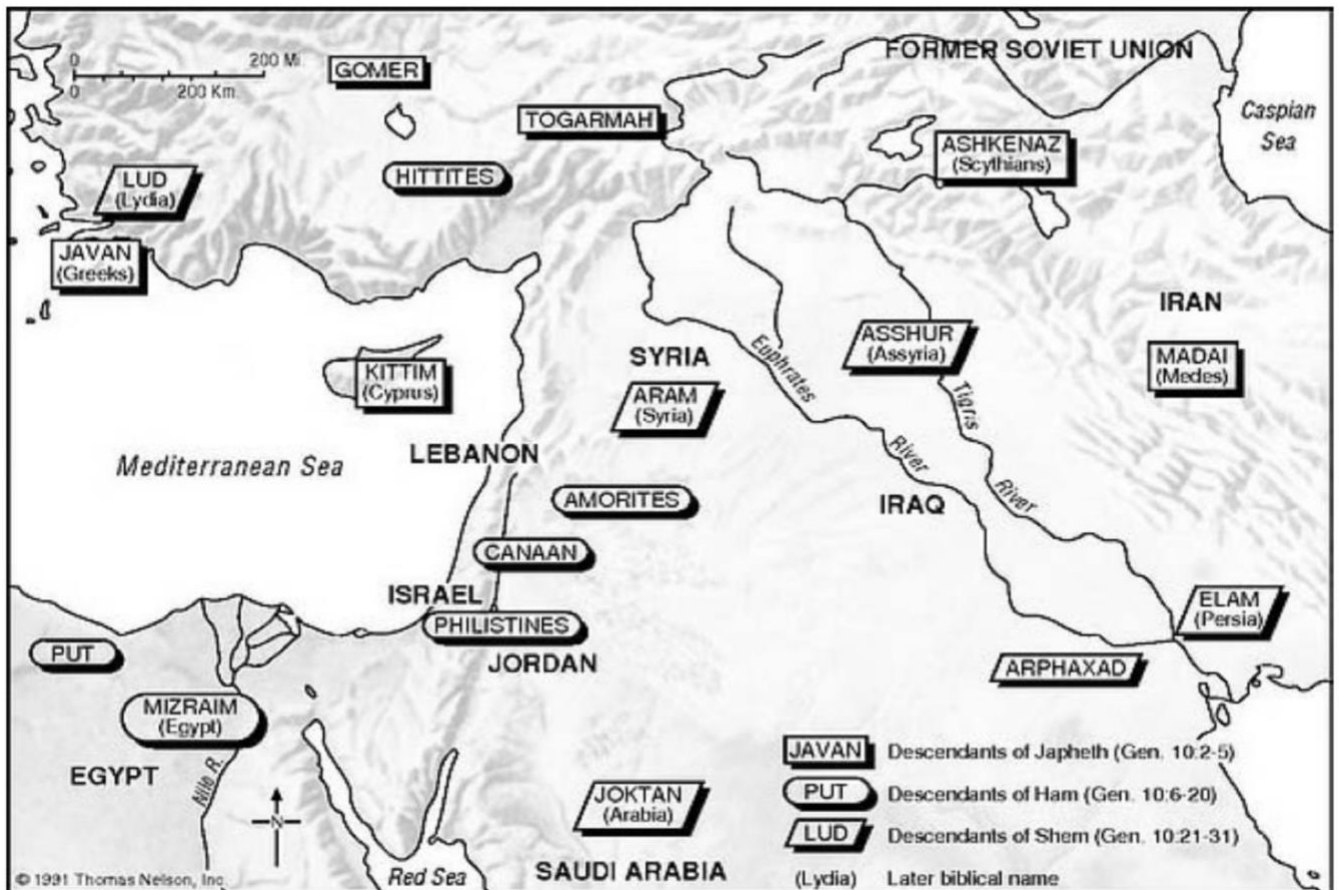 FORMER SOVIET UNION
0 200 Mi.
0 200 Km.
GOMER
Caspian
Sea
TOGARMAH
ASHKENAZ
(Scythians)
LUD
(Lydia)
HITTITES
JAVAN
(Greeks)
IRAN
ASSHUR
(Assyria)
MADAI
(Medes)
SYRIA
KITTIM
(Cyprus)
ARAM
(Syria)
Euphrates
River
Tigris
River
Mediterranean Sea
LEBANON
AMORITES
IRAQ
CANAAN
ISRAEL
PHILISTINES
ELAM
(Persia)
PUT
JORDAN
ARPHAXAD
MIZRAIM
(Egypt)
EGYPT
Nile R.
N
JOKTAN
(Arabia)
SAUDI ARABIA
Red Sea
JAVAN Descendants of Japheth (Gen. 10:2-5)
PUT Descendants of Ham (Gen. 10:6-20)
LUD Descendants of Shem (Gen. 10:21-31)
(Lydia) Later biblical name
© 1991 Thomas Nelson, Inc.